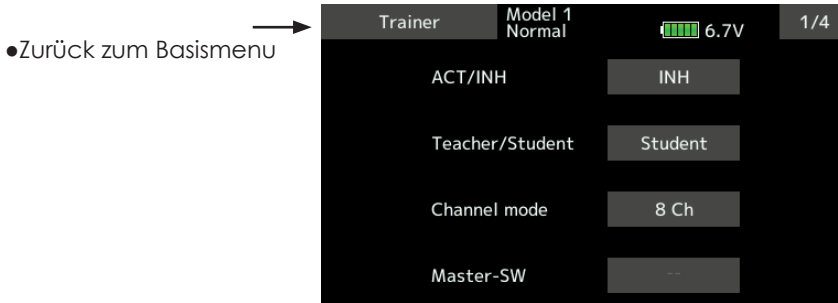 ●Zurück zum Basismenu
Trainer
Model 1
Normal
6.7V
1/4
ACT/INH
INH
Teacher/Student
Student
Channel mode
8 Ch
Master-SW
--